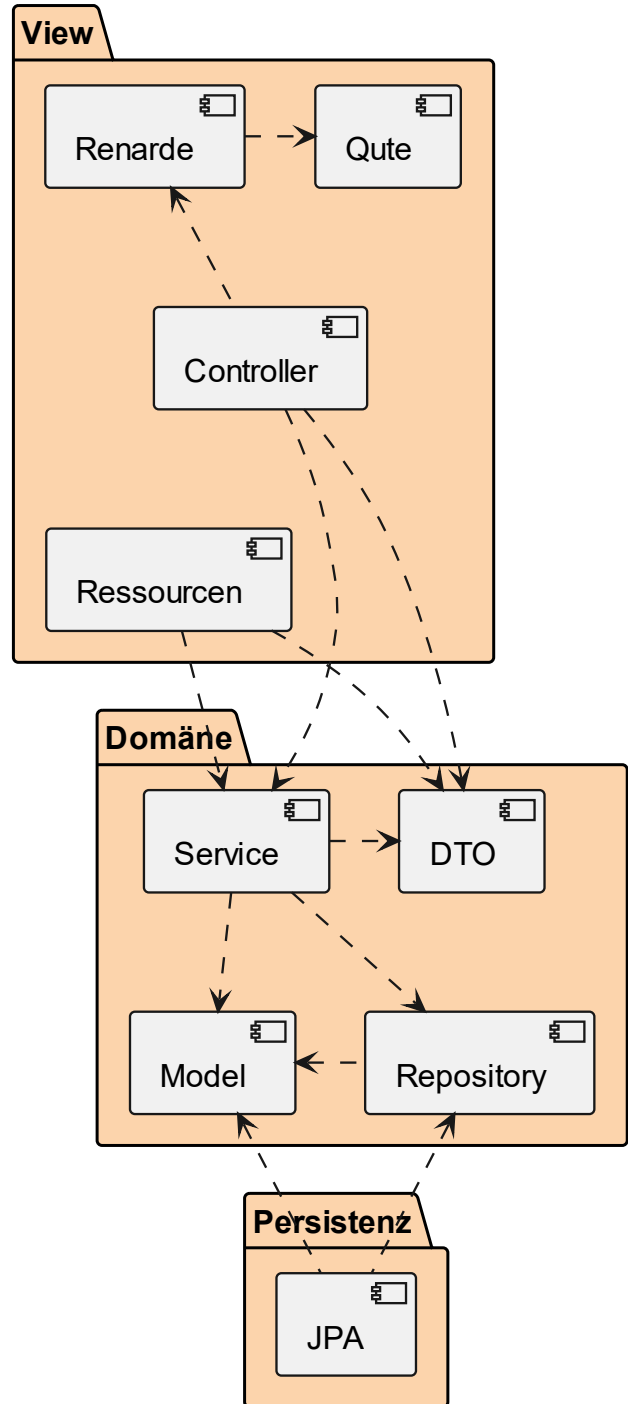 View
Renarde
Qute
Controller
Ressourcen
Domäne
Service
DTO
Model
Repository
Persistenz
JPA